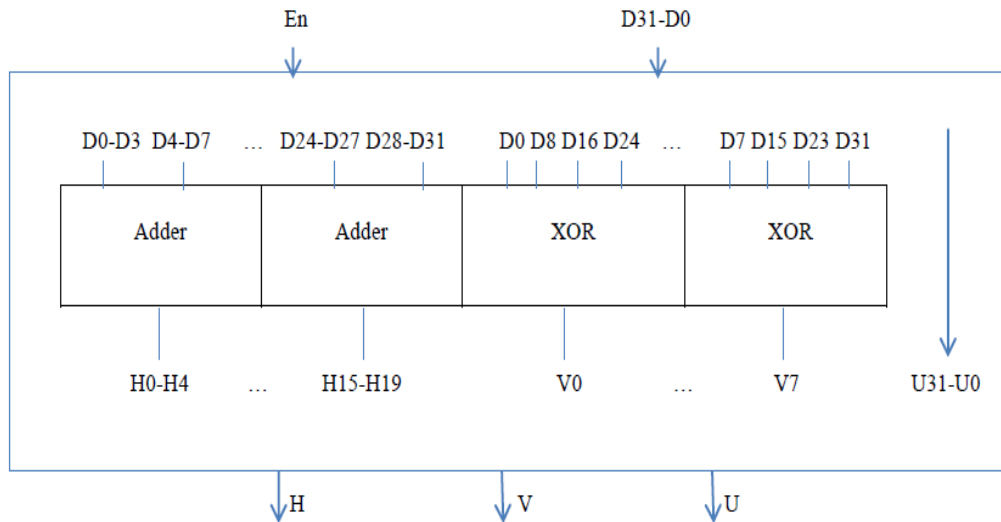 En D31-D0
D0-D3 D4-D7 … D24-D27 D28-D31 D0 D8 D16 D24 … D7 D15 D23 D31
Adder Adder XOR XOR
H0-H4 … H15-H19 V0 … V7 U31-U0
H V U